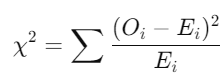 χ² = ∑ (Oᵢ − Eᵢ)² / Eᵢ